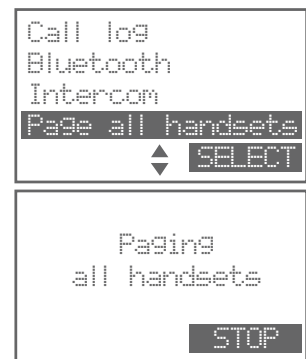 Call log
Bluetooth
Intercom
Page all handsets
SELECT
Paging
all handsets
STOP